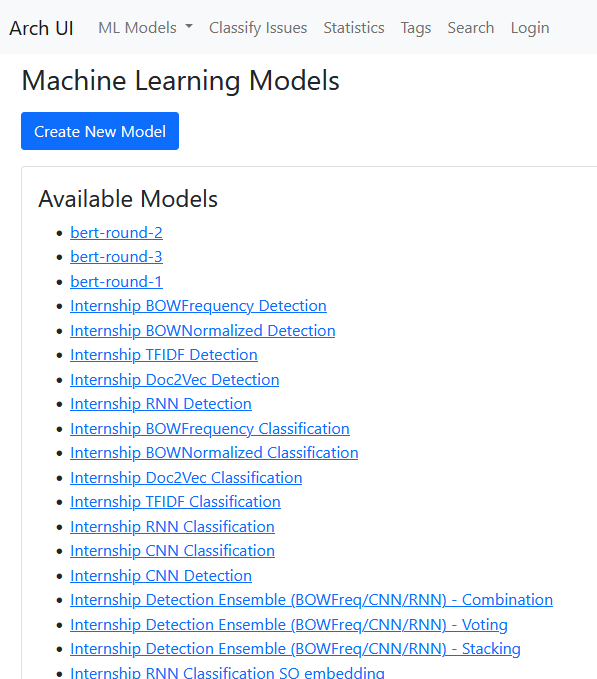 Arch UI ML Models Classify Issues Statistics Tags Search Login
Machine Learning Models
Create New Model
Available Models
bert-round-2
bert-round-3
bert-round-1
Internship BOWFrequency Detection
Internship BOWNormalized Detection
Internship TFIDF Detection
Internship Doc2Vec Detection
Internship RNN Detection
Internship BOWFrequency Classification
Internship BOWNormalized Classification
Internship Doc2Vec Classification
Internship TFIDF Classification
Internship RNN Classification
Internship CNN Classification
Internship CNN Detection
Internship Detection Ensemble (BOWFreq/CNN/RNN) - Combination
Internship Detection Ensemble (BOWFreq/CNN/RNN) - Voting
Internship Detection Ensemble (BOWFreq/CNN/RNN) - Stacking
Internship RNN Classification SO embedding